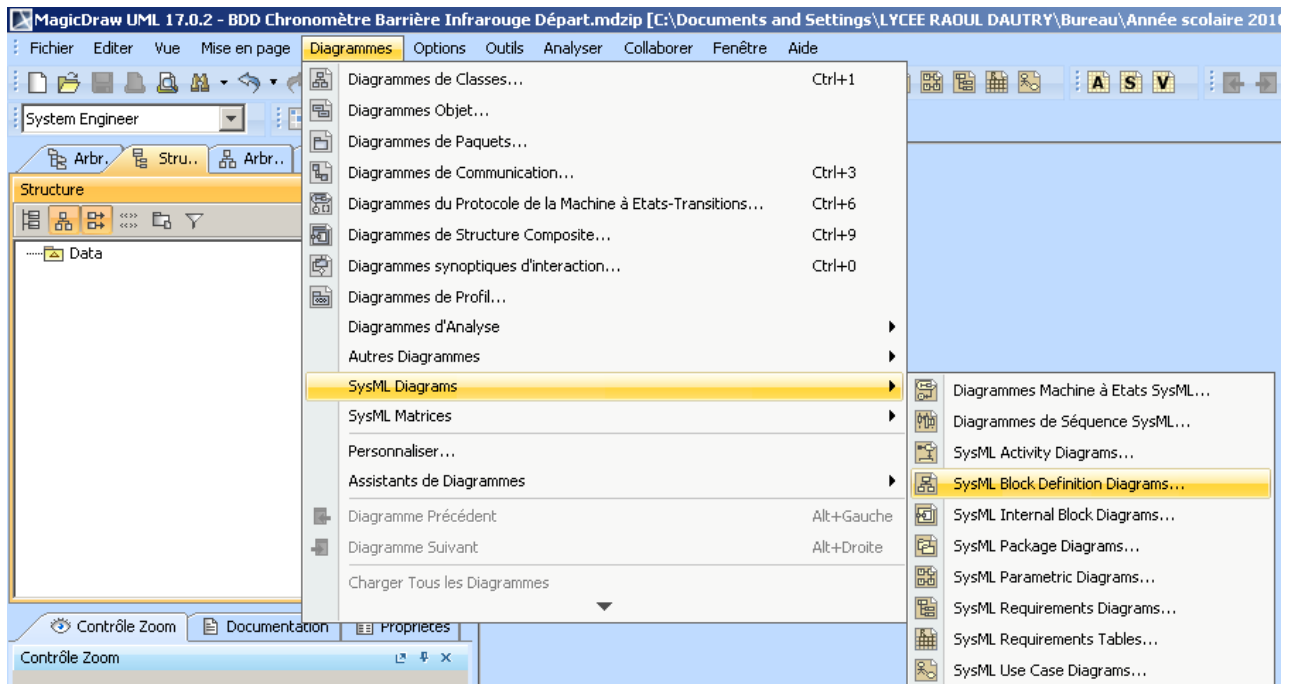 MagicDraw UML 17.0.2 - BDD Chronomètre Barrière Infrarouge Départ.mdzip [C:\Documents and Settings\LYCEE RAOUL DAUTRY\Bureau\Année scolaire 201
Fichier Editer Vue Mise en page Diagrammes Options Outils Analyser Collaborer Fenêtre Aide
A S V
System Engineer
Arbr. Stru.. Arbr..
Structure
Data
Diagrammes de Classes... Ctrl+1
Diagrammes Objet...
Diagrammes de Paquets...
Diagrammes de Communication... Ctrl+3
Diagrammes du Protocole de la Machine à Etats-Transitions... Ctrl+6
Diagrammes de Structure Composite... Ctrl+9
Diagrammes synoptiques d'interaction... Ctrl+0
Diagrammes de Profil...
Diagrammes d'Analyse
Autres Diagrammes
SysML Diagrams
SysML Matrices
Personnaliser...
Assistants de Diagrammes
Diagramme Précédent Alt+Gauche
Diagramme Suivant Alt+Droite
Charger Tous les Diagrammes
Diagrammes Machine à Etats SysML...
Diagrammes de Séquence SysML...
SysML Activity Diagrams...
SysML Block Definition Diagrams...
SysML Internal Block Diagrams...
SysML Package Diagrams...
SysML Parametric Diagrams...
SysML Requirements Diagrams...
SysML Requirements Tables...
SysML Use Case Diagrams...
Contrôle Zoom Documentation Propriétés
Contrôle Zoom